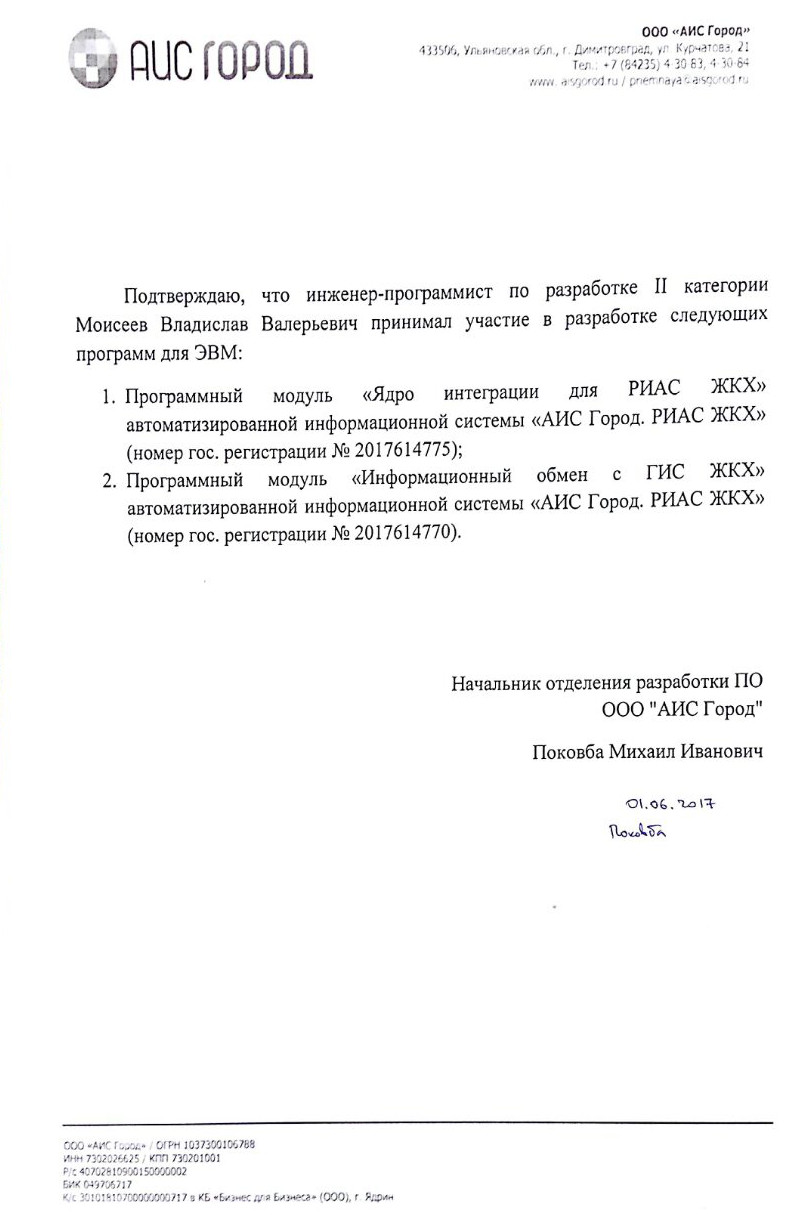 АИС ГОРОД
ООО «АИС Город»
433506, Ульяновская обл., г. Димитровград, ул. Курчатова, 21
Тел.: +7 (84235) 4-30-83, 4-30-84
www. aisgorod.ru / priemnaya@aisgorod.ru
Подтверждаю, что инженер-программист по разработке II категории
Моисеев Владислав Валерьевич принимал участие в разработке следующих
программ для ЭВМ:
1. Программный модуль «Ядро интеграции для РИАС ЖКХ»
автоматизированной информационной системы «АИС Город. РИАС ЖКХ»
(номер гос. регистрации № 2017614775);
2. Программный модуль «Информационный обмен с ГИС ЖКХ»
автоматизированной информационной системы «АИС Город. РИАС ЖКХ»
(номер гос. регистрации № 2017614770).
Начальник отделения разработки ПО
ООО "АИС Город"
Поковба Михаил Иванович
01.06.2017
Поковба
ООО «АИС Город» / ОГРН 1037300106788
ИНН 7302026625 / КПП 730201001
Р/с 40702810900150000002
БИК 049706717
К/с 30101810700000000717 в КБ «Бизнес для Бизнеса» (ООО), г. Ядрин